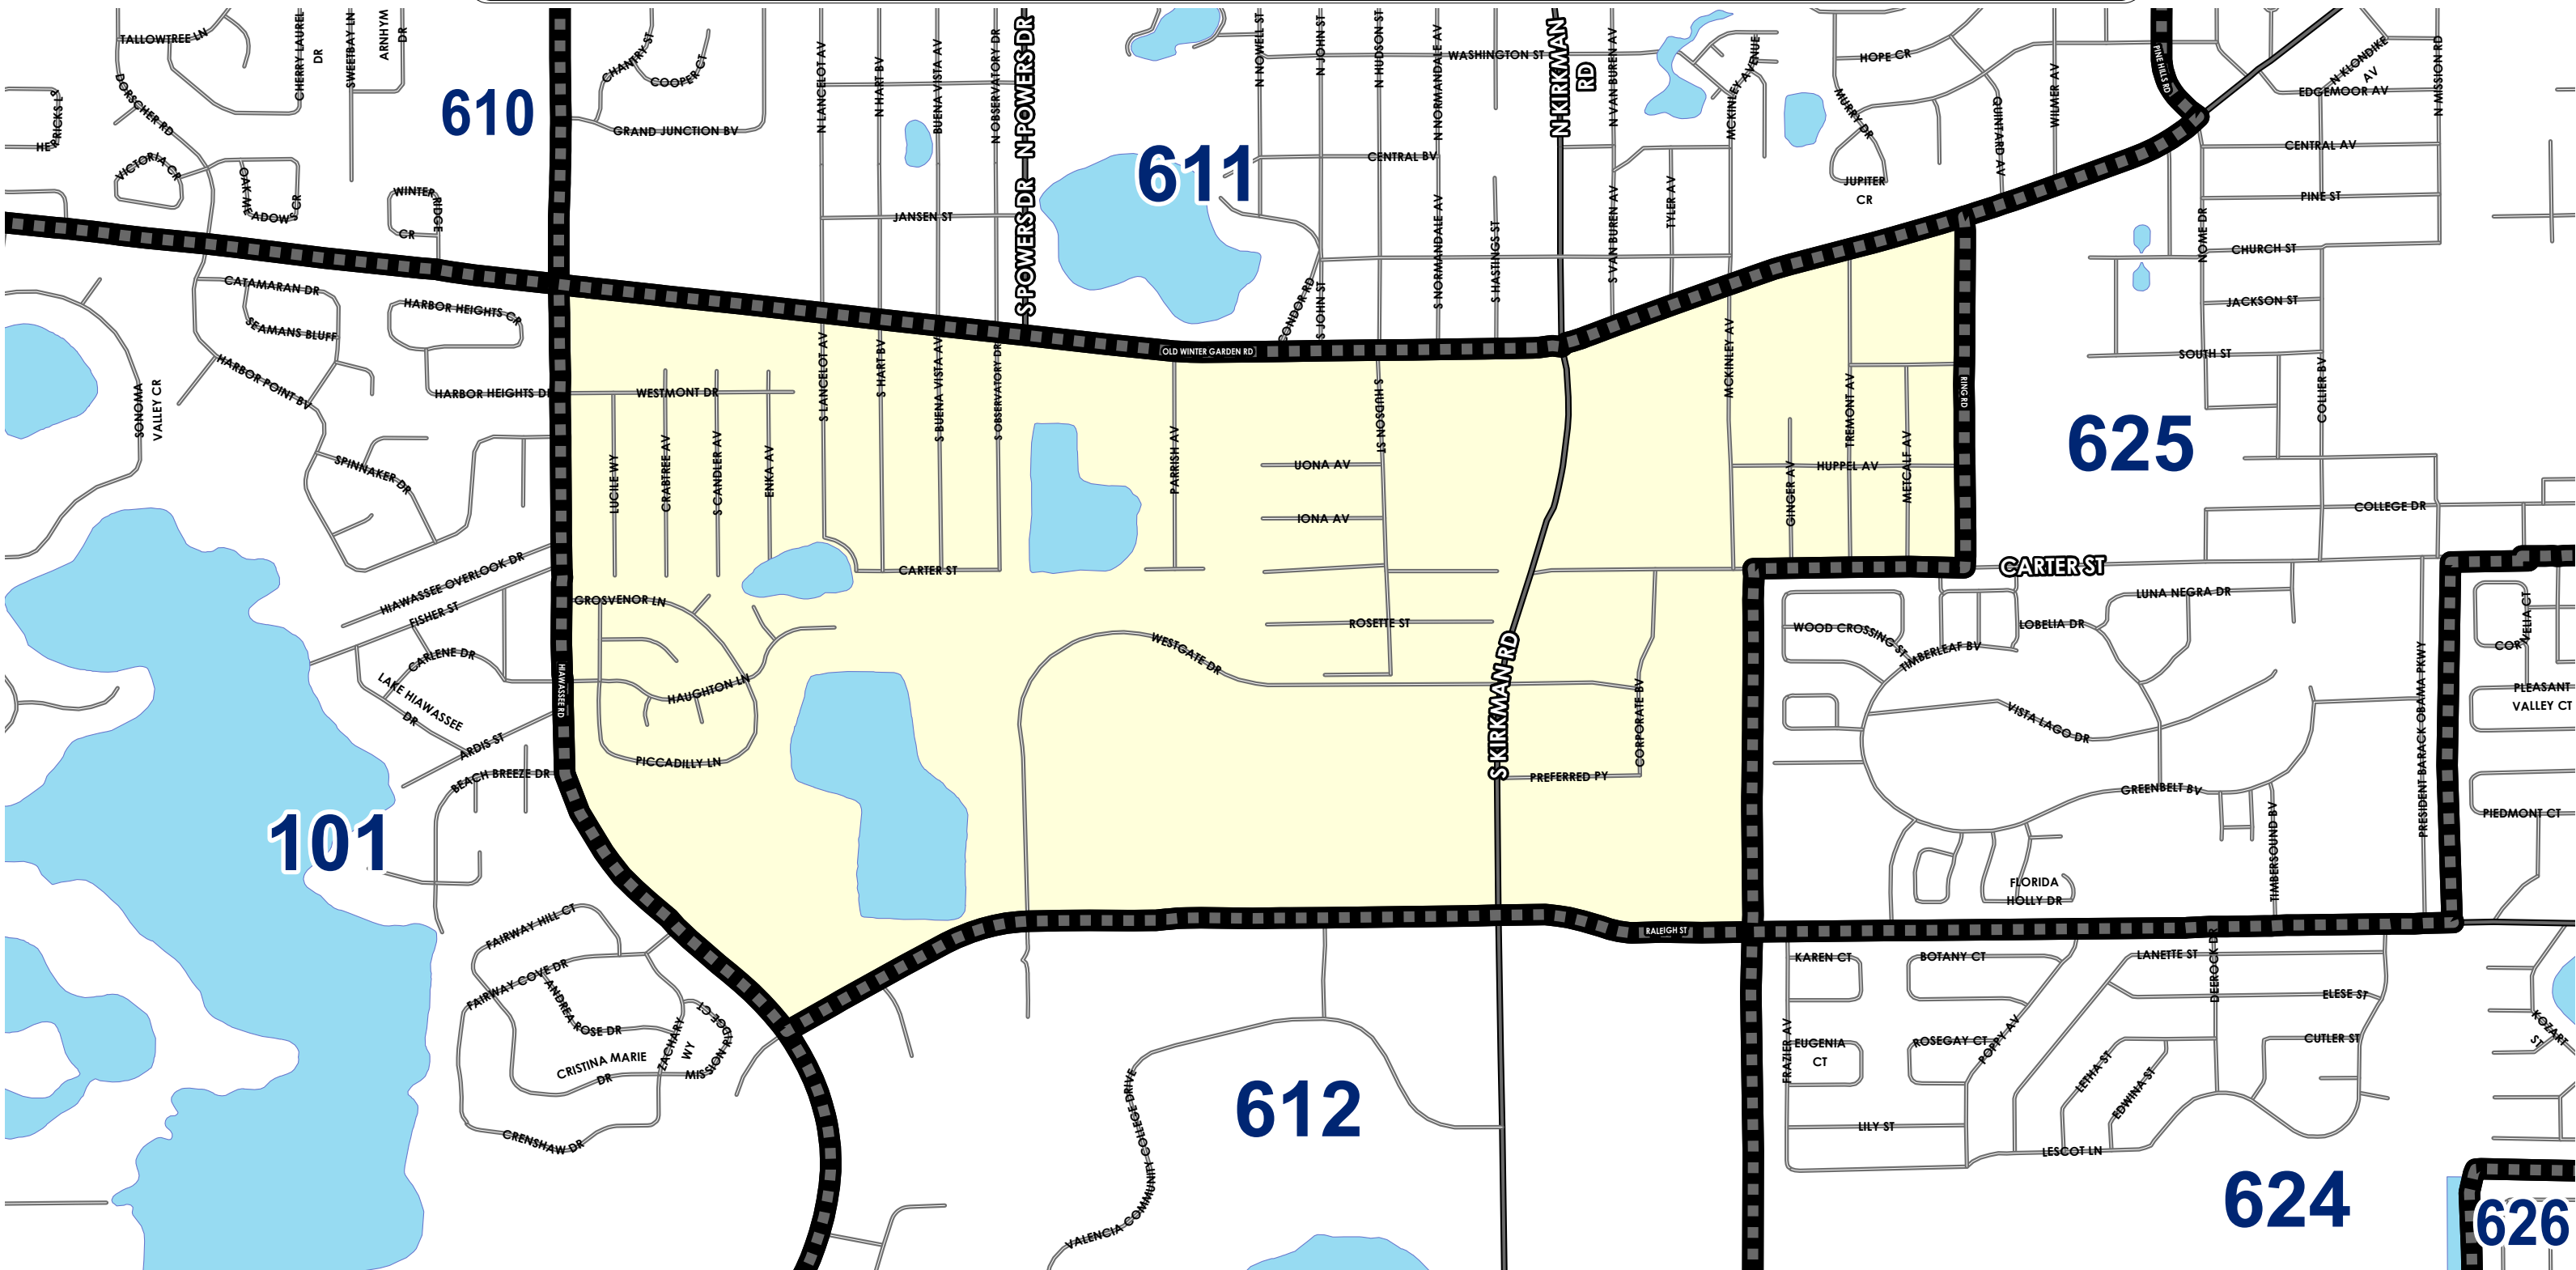 TALLOWTREE LN
CHERRY LAUREL
DR
SWEETBAY LN
ARNHYM
DR
610
CHANTRY ST
COOPER CT
GRAND JUNCTION BV
N LANCELOT AV
N HART BV
BUENA VISTA AV
N OBSERVATORY DR
N POWERS DR
S POWERS DR
611
N NOWELL ST
N JOHN ST
N HUDSON ST
N NORMANDALE AV
WASHINGTON ST
N KIRKMAN
RD
N VAN BUREN AV
MCKINLEY AVENUE
HOPE CR
MURRY DR
JUPITER
CR
QUINTARD AV
WILMER AV
PINE HILLS RD
N KLONDIKE
AV
EDGEMOOR AV
N MISSION RD
DORSCHER RD
VICTORIA CR
WINTER
RIDGE
CR
JANSEN ST
CENTRAL BV
S NORMANDALE AV
S HASTINGS ST
S VAN BUREN AV
TYLER AV
CENTRAL AV
PINE ST
NOME DR
CHURCH ST
JACKSON ST
SOUTH ST
COLLIER BV
CONDOR RD
S JOHN ST
CATAMARAN DR
SEAMANS BLUFF
HARBOR HEIGHTS CR
HARBOR POINT BV
HARBOR HEIGHTS DR
SONOMA
VALLEY CR
SPINNAKER DR
OLD WINTER GARDEN RD
WESTMONT DR
LUCILE WY
CRABTREE AV
S CANDLER AV
ENKA AV
S LANCELOT AV
S HART BV
S BUENA VISTA AV
S OBSERVATORY DR
PARRISH AV
S HUDSON ST
UONA AV
IONA AV
MCKINLEY AV
TREMONT AV
METCALF AV
GINGER AV
HUPPEL AV
RING RD
625
COLLEGE DR
CARTER ST
CARTER ST
HIAWASSEE OVERLOOK DR
FISHER ST
CARLENE DR
LAKE HIAWASSEE
DR
ARDIS ST
BEACH BREEZE DR
HIAWASSEE RD
GROSVENOR LN
HAUGHTON LN
PICCADILLY LN
WESTGATE DR
ROSETTE ST
S KIRKMAN RD
CORPORATE BV
PREFERRED PY
WOOD CROSSING ST
TIMBERLEAF BV
LOBELIA DR
LUNA NEGRA DR
VISTA LAGO DR
GREENBELT BV
TIMBERSOUND BV
PRESIDENT BARACK OBAMA PKWY
PLEASANT
VALLEY CT
PIEDMONT CT
FLORIDA
HOLLY DR
101
FAIRWAY HILL CT
FAIRWAY COVE DR
ANDREA
ROSE DR
CRISTINA MARIE
DR
ZACHARY
WY
MISSION RIDGE CT
CRENSHAW DR
RALEIGH ST
VALENCIA COMMUNITY COLLEGE DRIVE
612
KAREN CT
BOTANY CT
FRAZIER AV
EUGENIA
CT
ROSEGAY CT
POPPY AV
LILY ST
LANETTE ST
DEEROCK DR
ELESE ST
CUTLER ST
LETHA ST
EDWINA ST
LESCOT LN
KOZART
ST
624
626